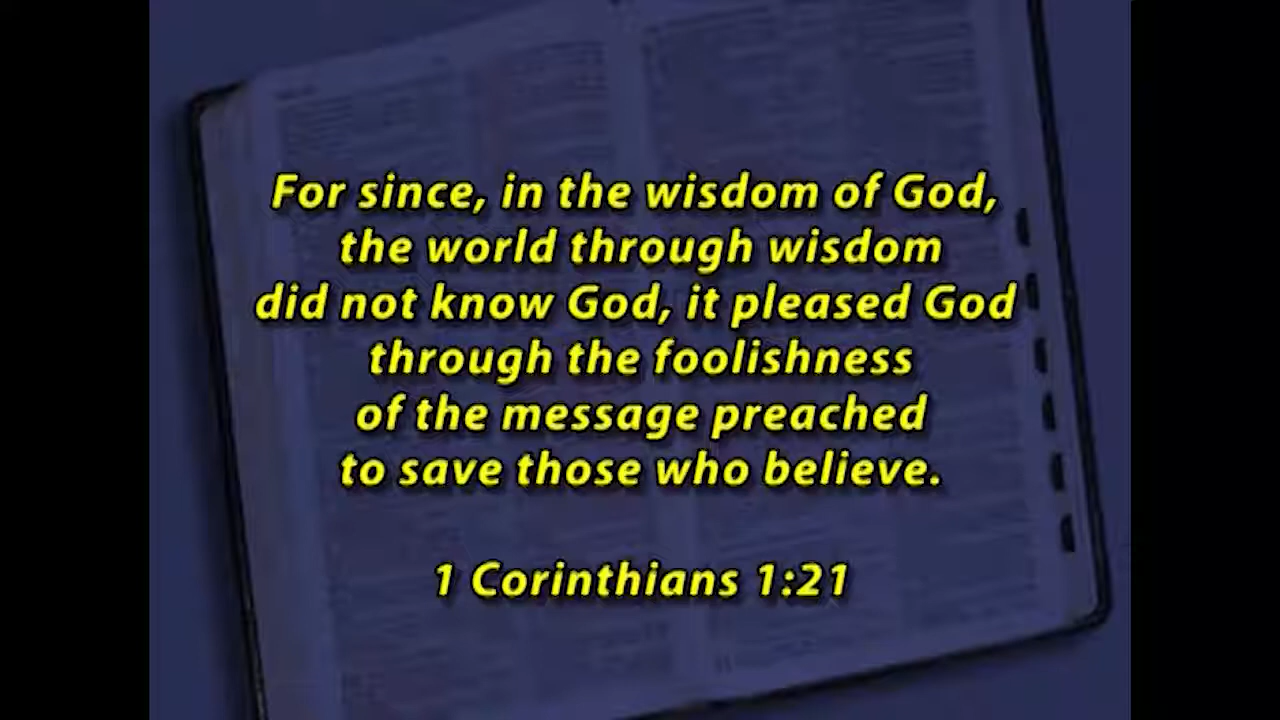 For since, in the wisdom of God,
the world through wisdom
did not know God, it pleased God
through the foolishness
of the message preached
to save those who believe.
1 Corinthians 1:21